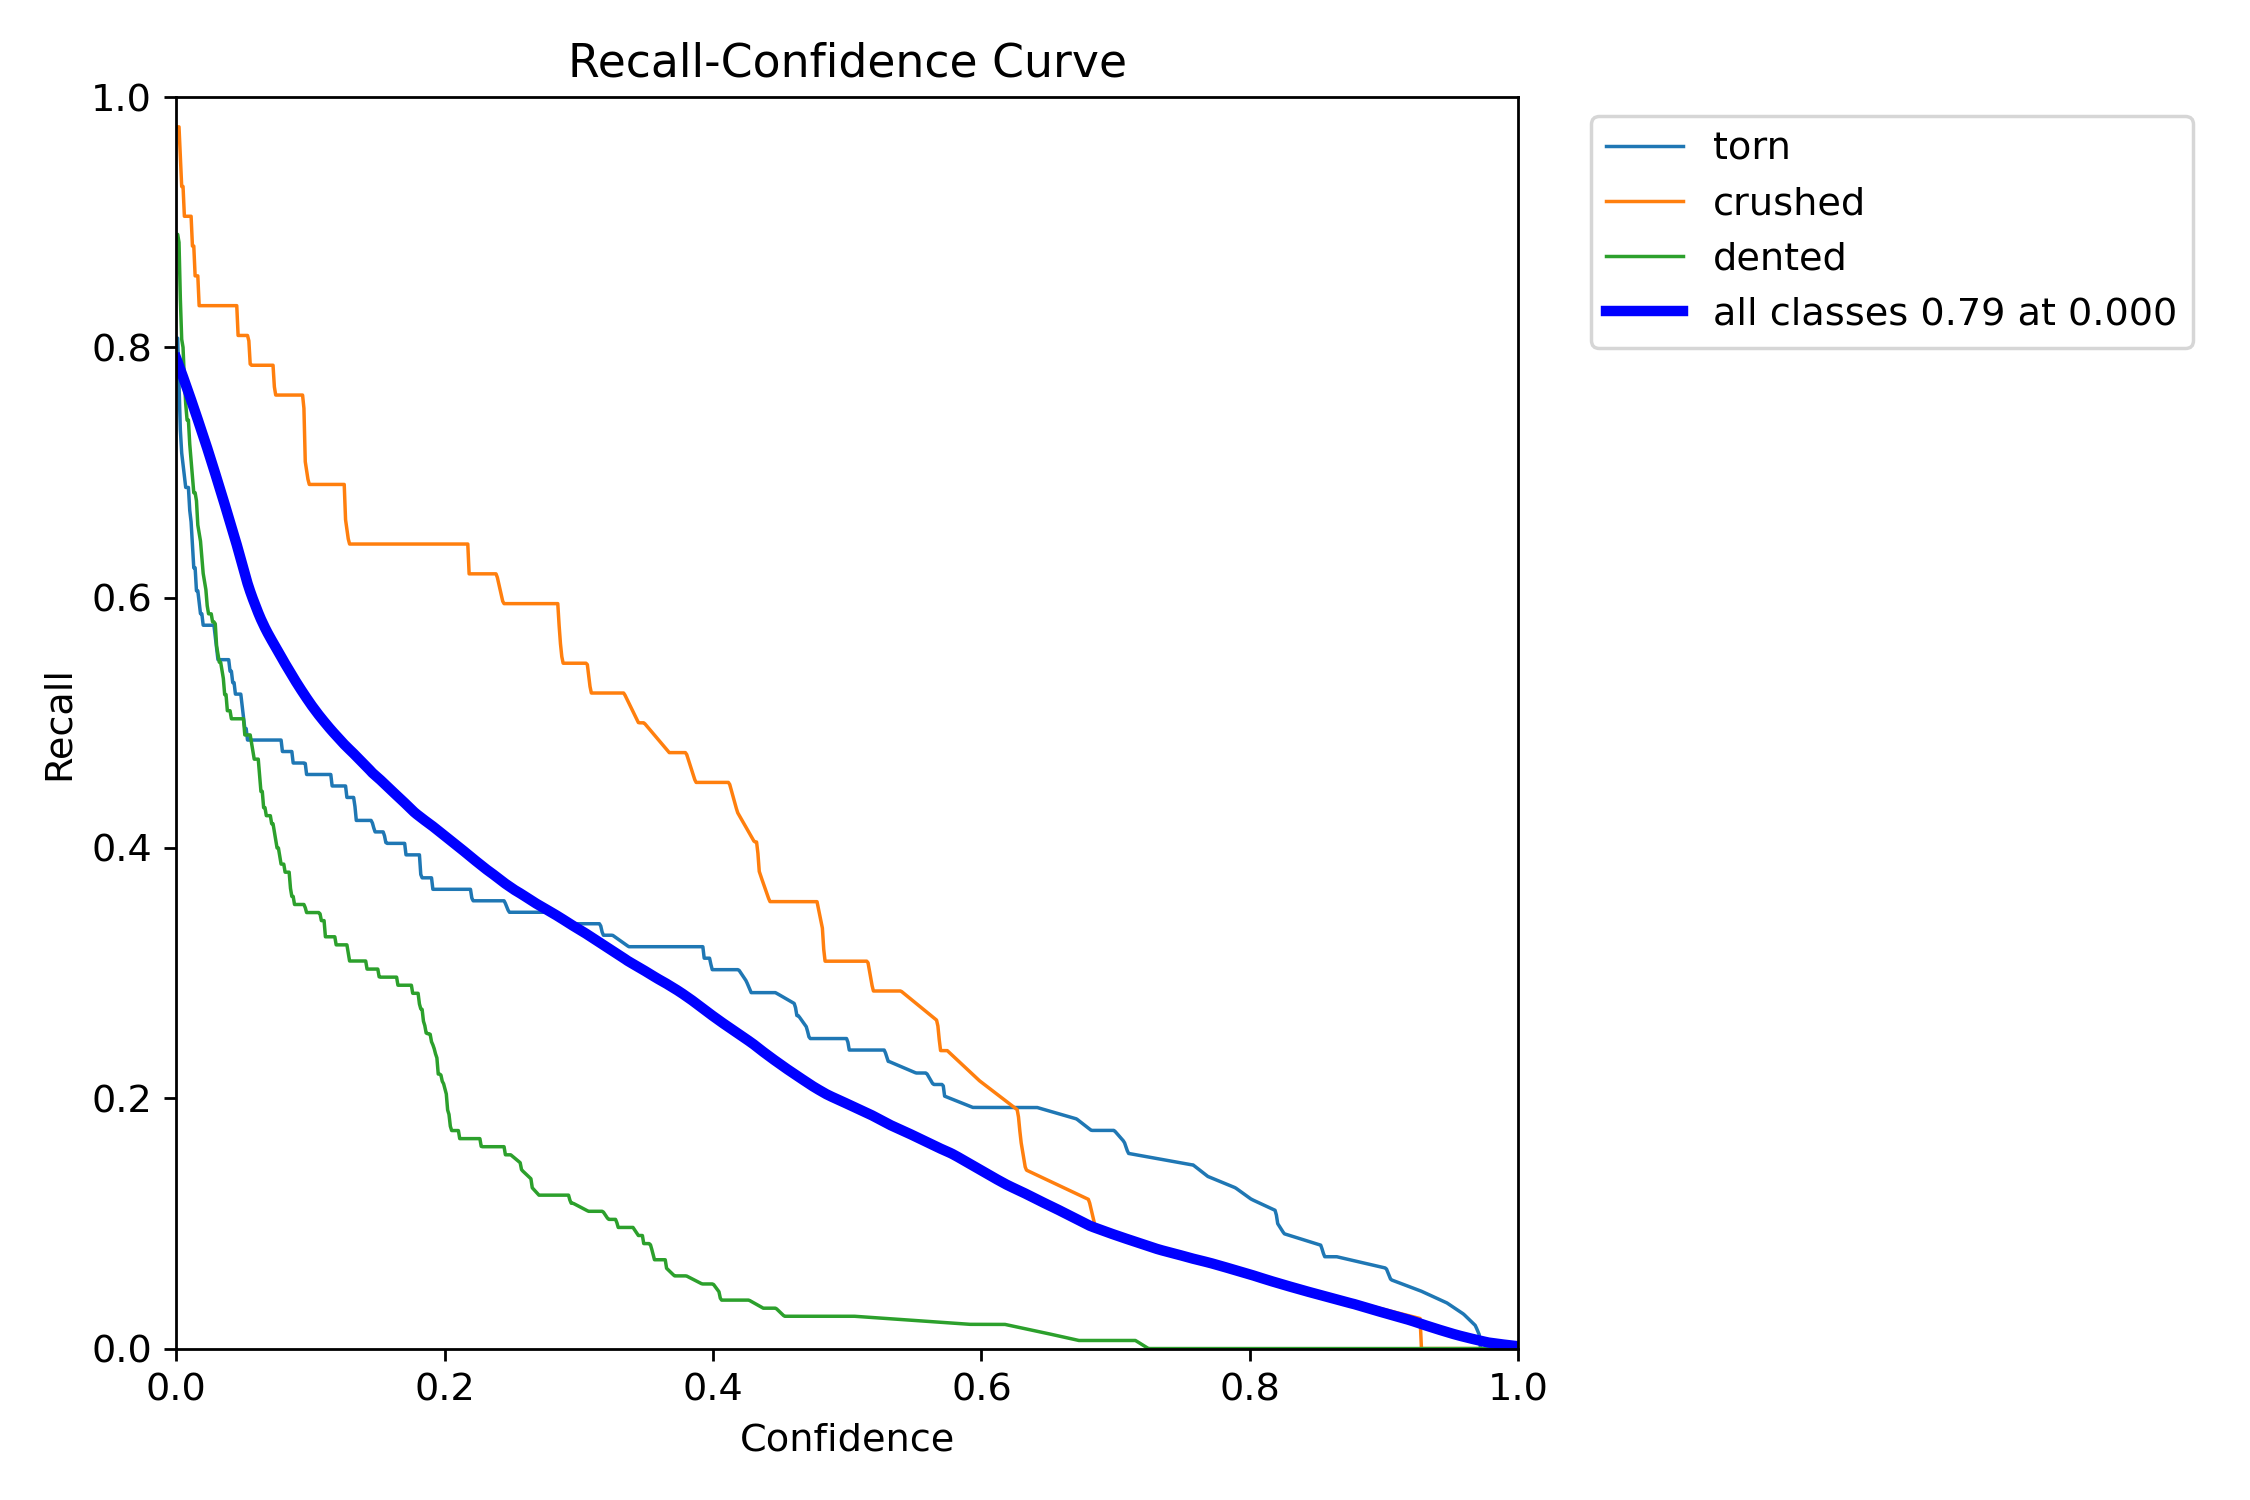 Recall-Confidence Curve
1.0
0.8
0.6
0.4
0.2
0.0
Recall
0.0 0.2 0.4 0.6 0.8 1.0
Confidence
torn
crushed
dented
all classes 0.79 at 0.000